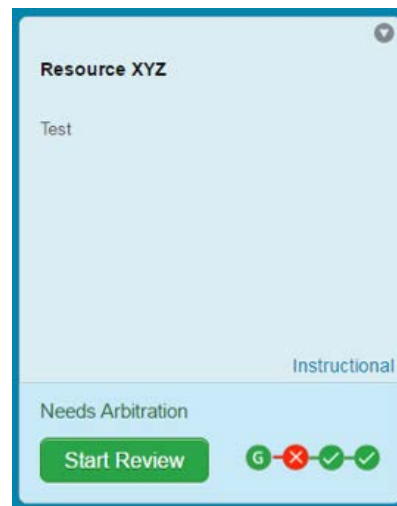 Resource XYZ
Test
Instructional
Needs Arbitration
Start Review
G